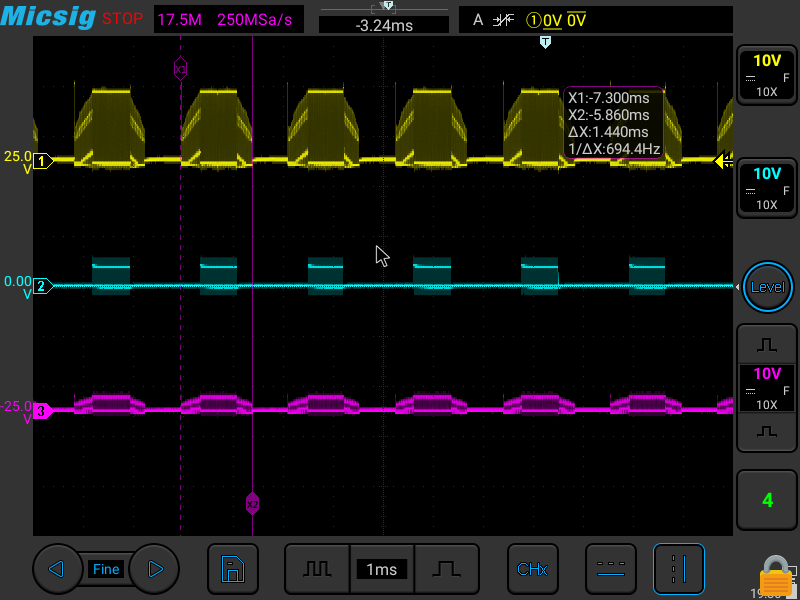 Micsig STOP 17.5M 250MSa/s T -3.24ms A 1 0V 0V
T
X1
X1:-7.300ms
X2:-5.860ms
ΔX:1.440ms
1/ΔX:694.4Hz
25.0
V
1
10V
F
10X
0.00
V
2
10V
F
10X
Level
-25.0
V
3
10V
F
10X
X2
4
Fine
1ms
CHx